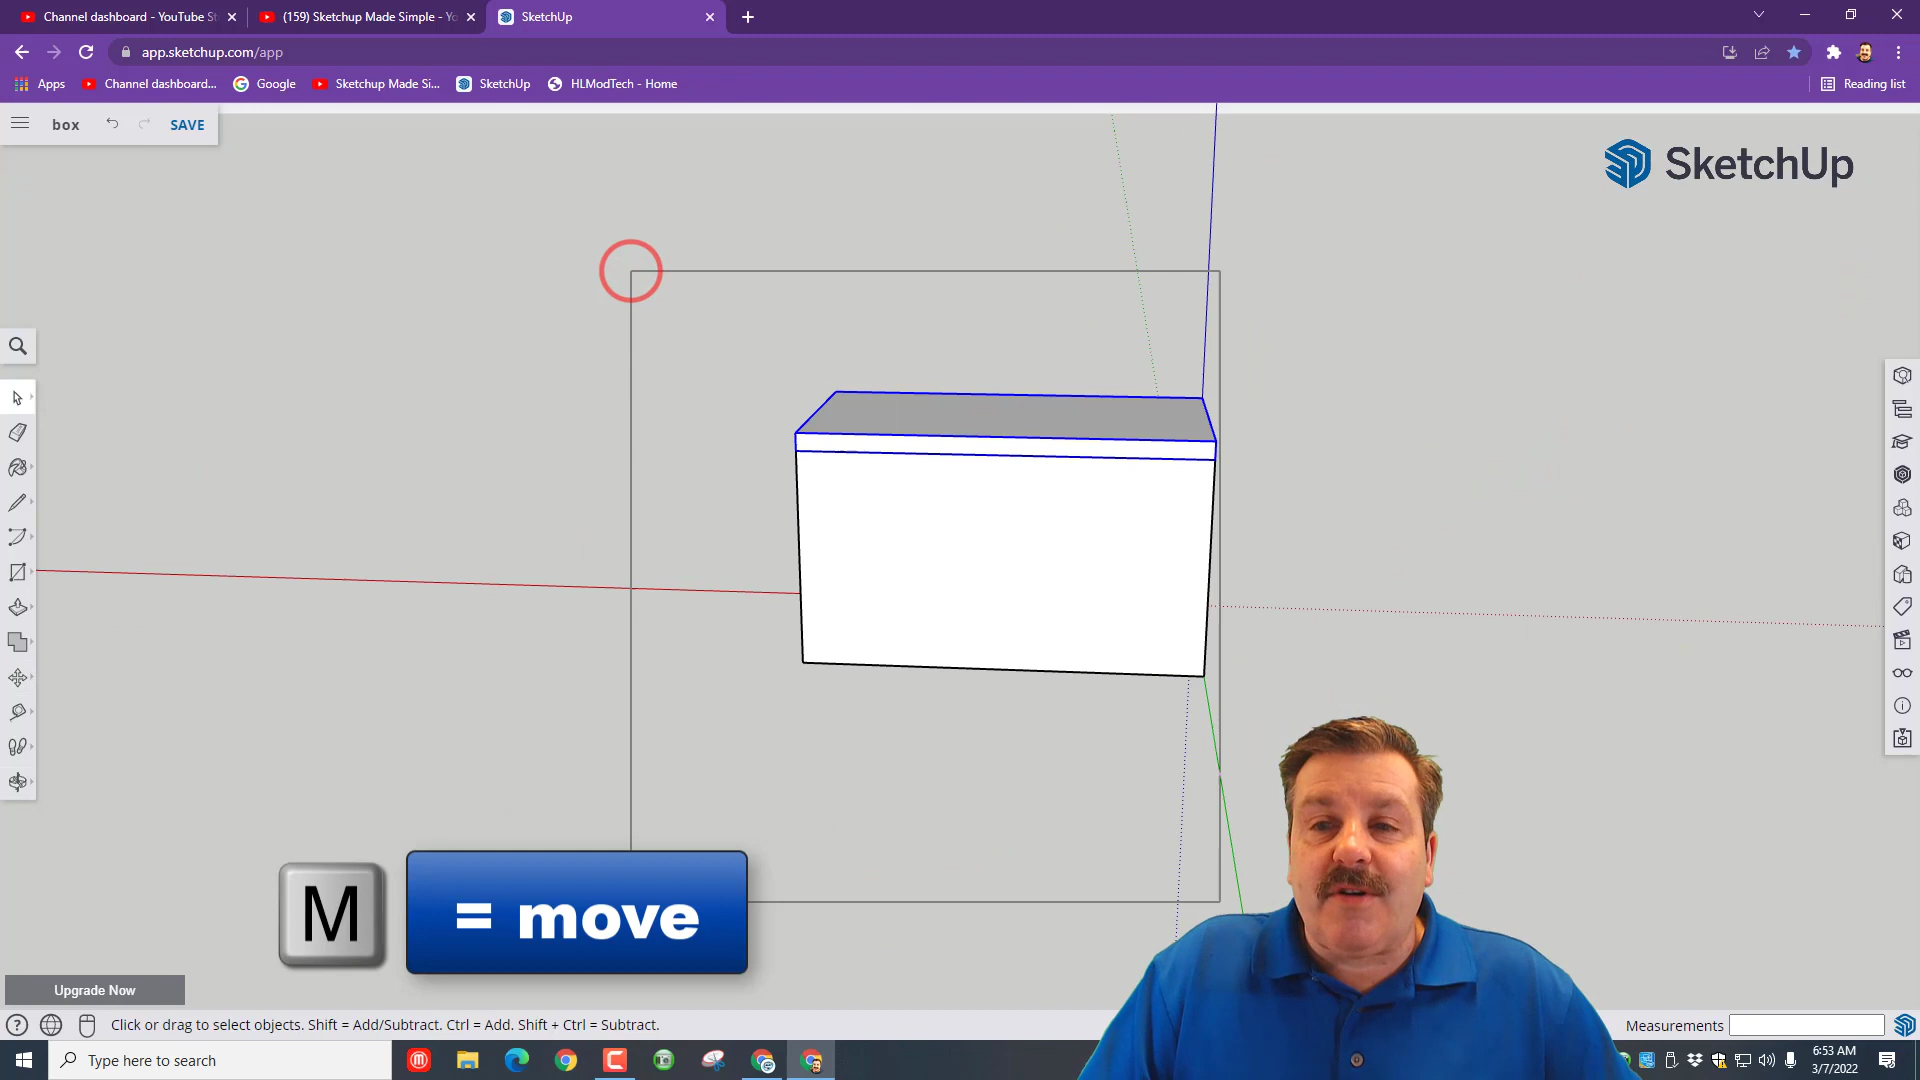 Channel dashboard - YouTube St
(159) Sketchup Made Simple - Yo
SketchUp
app.sketchup.com/app
Apps
Channel dashboard...
Google
Sketchup Made Si...
SketchUp
HLModTech - Home
Reading list
box
SAVE
SketchUp
M
= move
Upgrade Now
Click or drag to select objects. Shift = Add/Subtract. Ctrl = Add. Shift + Ctrl = Subtract.
Measurements
Type here to search
6:53 AM
3/7/2022